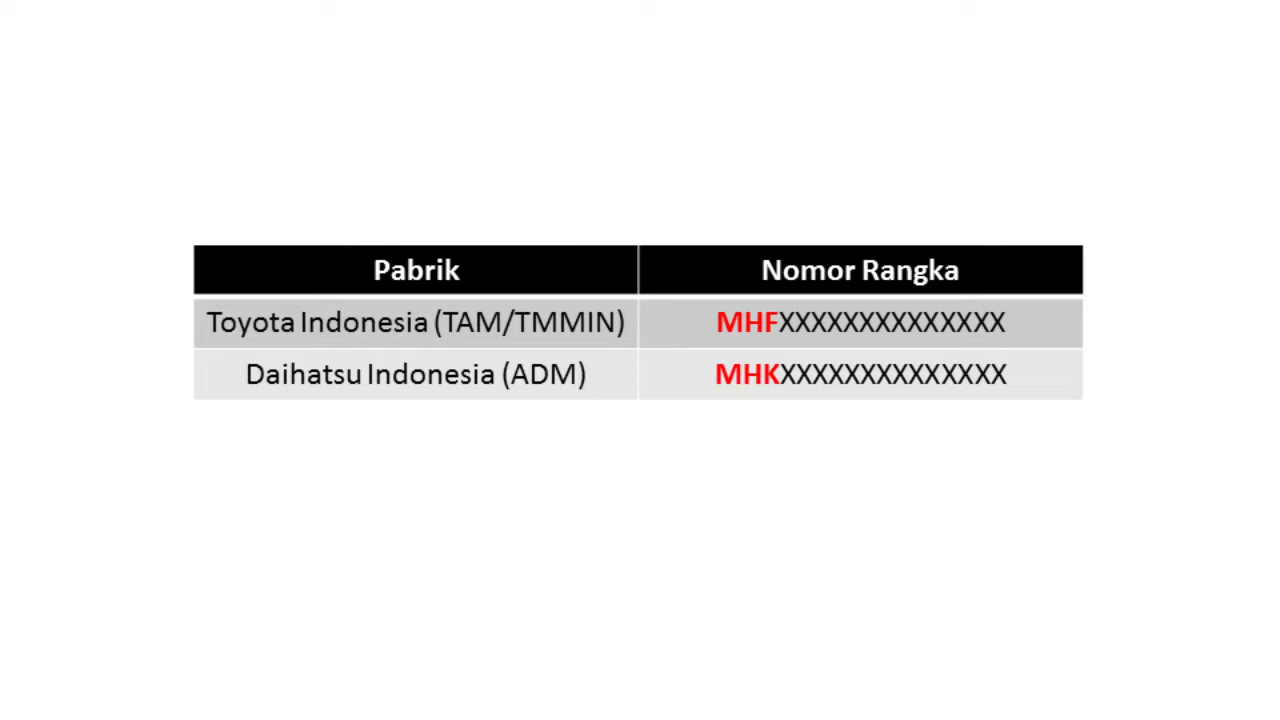 Pabrik Nomor Rangka
Toyota Indonesia (TAM/TMMIN) MHFXXXXXXXXXXXXXX
Daihatsu Indonesia (ADM) MHKXXXXXXXXXXXXXX